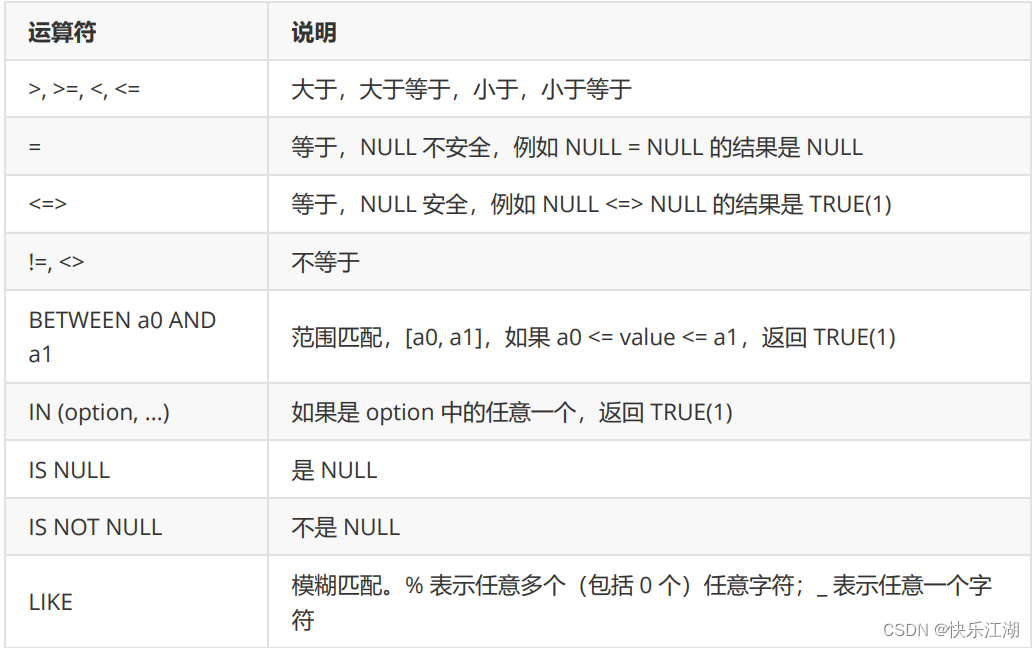 运算符 说明
>, >=, <, <= 大于，大于等于，小于，小于等于
= 等于，NULL 不安全，例如 NULL = NULL 的结果是 NULL
<=> 等于，NULL 安全，例如 NULL <=> NULL 的结果是 TRUE(1)
!=, <> 不等于
BETWEEN a0 AND
a1
范围匹配，[a0, a1]，如果 a0 <= value <= a1，返回 TRUE(1)
IN (option, ...) 如果是 option 中的任意一个，返回 TRUE(1)
IS NULL 是 NULL
IS NOT NULL 不是 NULL
LIKE
模糊匹配。% 表示任意多个（包括 0 个）任意字符；_ 表示任意一个字
符
CSDN @快乐江湖